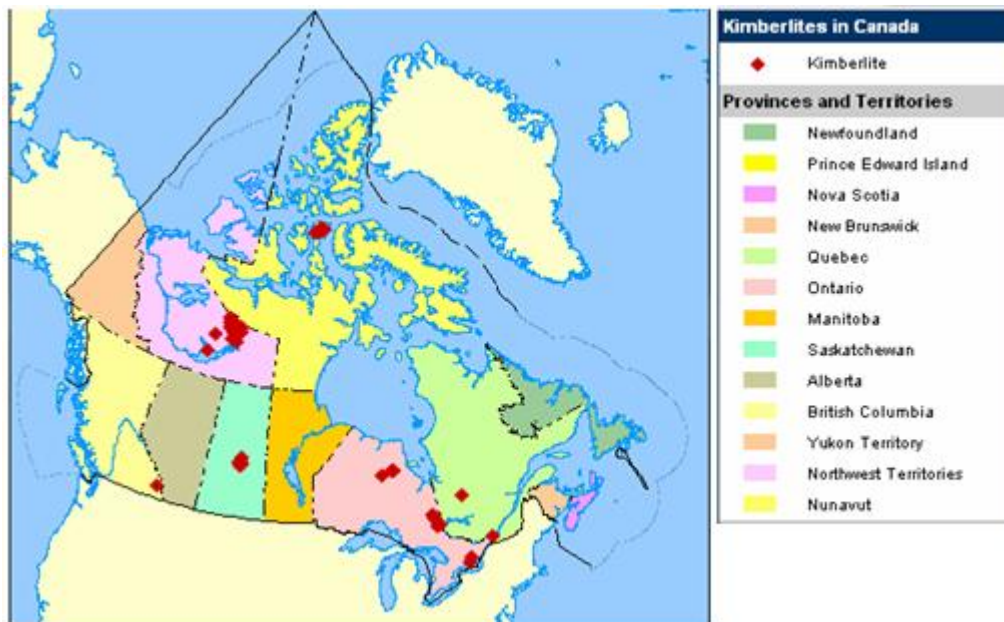 Kimberlites in Canada
Kimberlite
Provinces and Territories
Newfoundland
Prince Edward Island
Nova Scotia
New Brunswick
Quebec
Ontario
Manitoba
Saskatchewan
Alberta
British Columbia
Yukon Territory
Northwest Territories
Nunavut